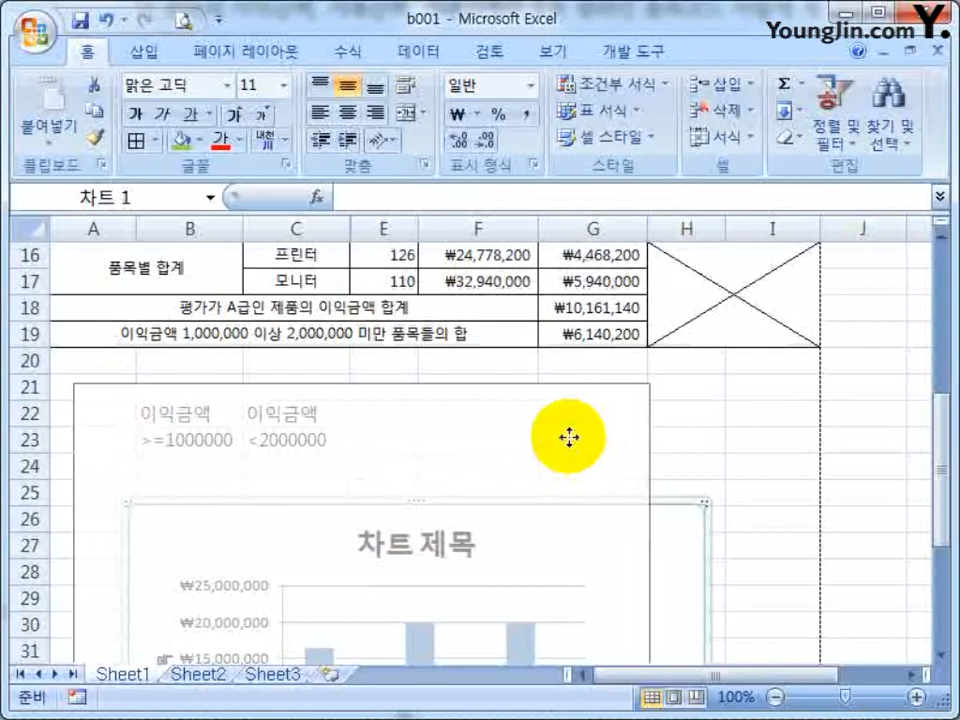 b001 - Microsoft Excel
YoungJin.com Y.
홈 삽입 페이지 레이아웃 수식 데이터 검토 보기 개발 도구
붙여넣기
클립보드
맑은 고딕 11
가 가 가 가 가
가 내천
글꼴
맞춤
일반
₩ % ,
표시 형식
조건부 서식
표 서식
셀 스타일
스타일
삽입
삭제
서식
셀
Σ
정렬 및 필터
찾기 및 선택
편집
차트 1 fx
A B C E F G H I J
16 품목별 합계 프린터 126 ₩24,778,200 ₩4,468,200
17 모니터 110 ₩32,940,000 ₩5,940,000
18 평가가 A급인 제품의 이익금액 합계 ₩10,161,140
19 이익금액 1,000,000 이상 2,000,000 미만 품목들의 합 ₩6,140,200
20
21
22 이익금액 이익금액
23 >=1000000 <2000000
24
25
26
27 차트 제목
28
29 ₩25,000,000
30 ₩20,000,000
31 ₩15,000,000
Sheet1 Sheet2 Sheet3
준비 100%